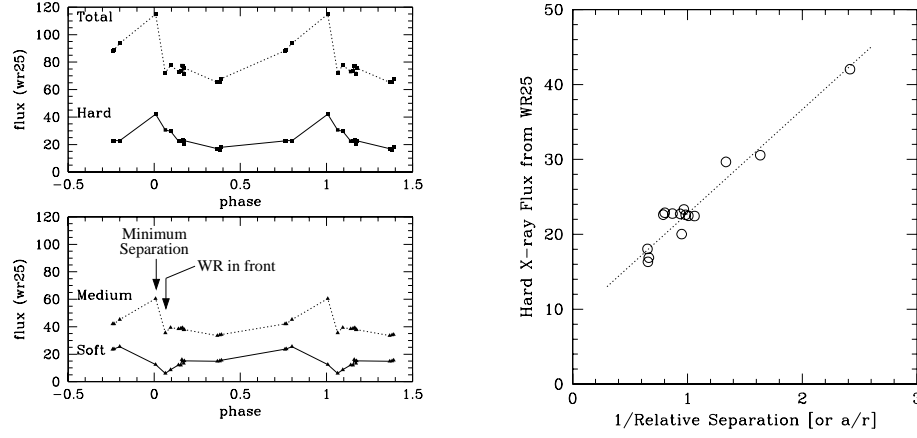 120
100
80
60
40
20
0
flux (wr25)
Total
Hard
−0.5
0
0.5
1
1.5
phase
120
100
80
60
40
20
0
flux (wr25)
Minimum
Separation
WR in front
Medium
Soft
−0.5
0
0.5
1
1.5
phase
50
40
30
20
10
0
Hard X−ray Flux from WR25
0
1
2
3
1/Relative Separation [or a/r]